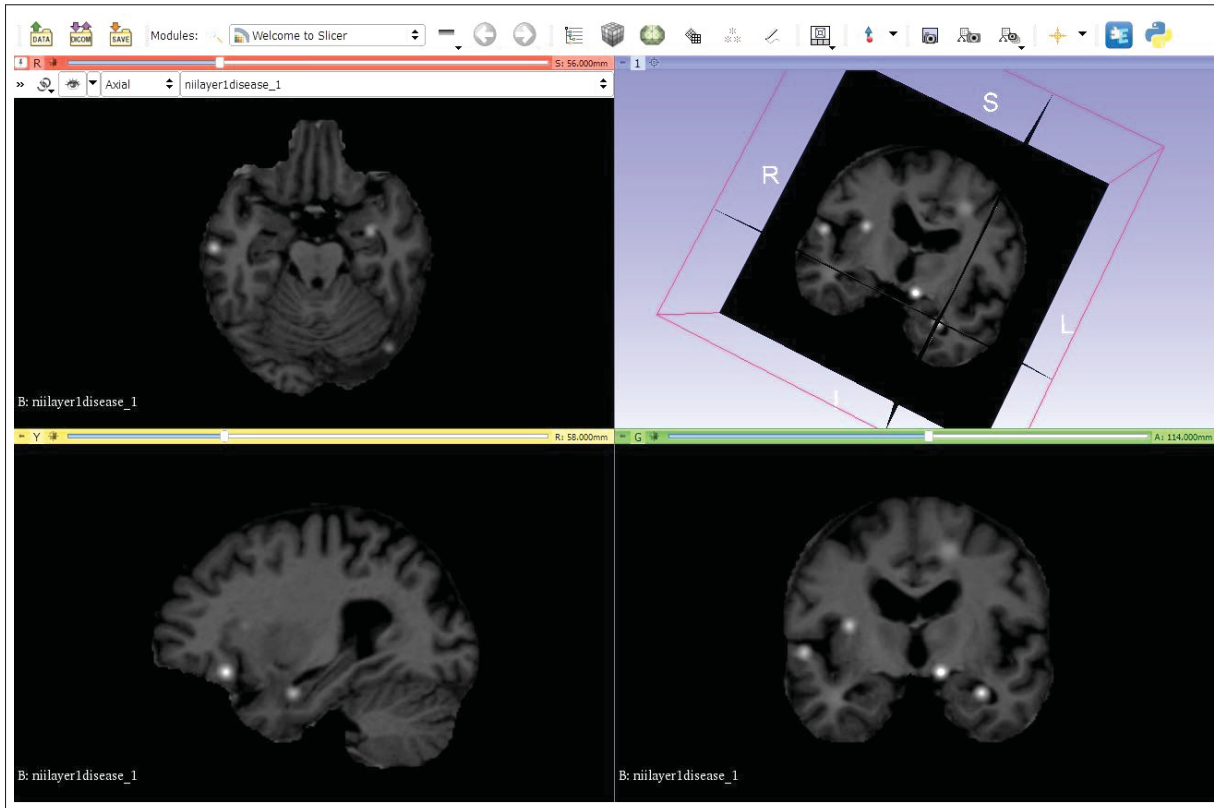 DATA DICOM SAVE Modules: Welcome to Slicer
R S: 56.000mm 1
» Axial niilayer1disease_1
S
R
L
I
B: niilayer1disease_1
Y R: 58.000mm G A: 114.000mm
B: niilayer1disease_1 B: niilayer1disease_1